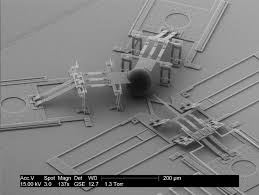 Acc.V Spot Magn Det WD 200 µm
15.00 kV 3.0 137x GSE 12.7 1.3 Torr